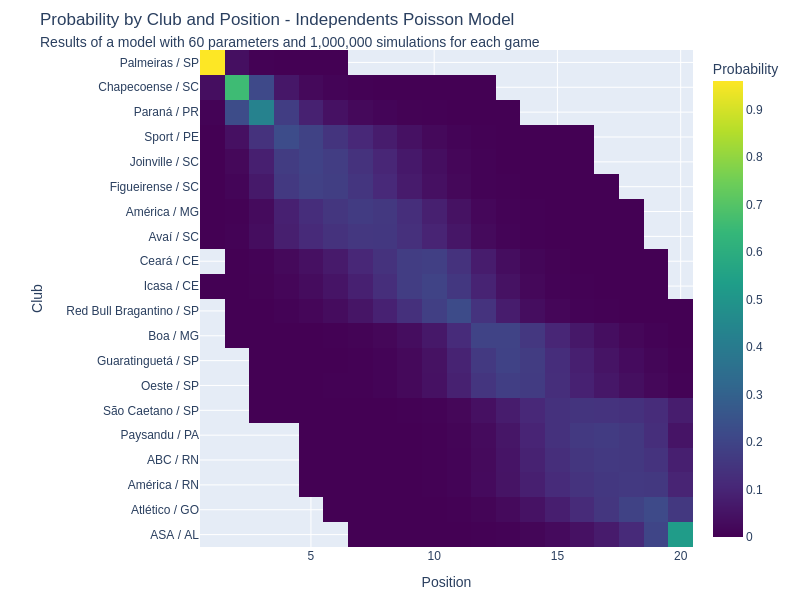 Probability by Club and Position - Independents Poisson Model
Results of a model with 60 parameters and 1,000,000 simulations for each game
Palmeiras / SP
Chapecoense / SC
Paraná / PR
Sport / PE
Joinville / SC
Figueirense / SC
América / MG
Avaí / SC
Ceará / CE
Icasa / CE
Red Bull Bragantino / SP
Boa / MG
Guaratinguetá / SP
Oeste / SP
São Caetano / SP
Paysandu / PA
ABC / RN
América / RN
Atlético / GO
ASA / AL
Club
5 10 15 20
Position
Probability
0.9
0.8
0.7
0.6
0.5
0.4
0.3
0.2
0.1
0